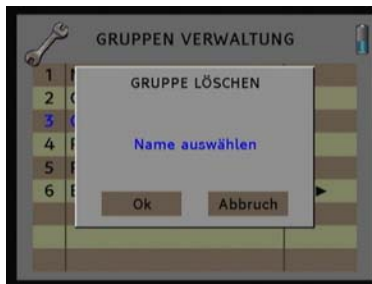 GRUPPEN VERWALTUNG
1
GRUPPE LÖSCHEN
2
3
Name auswählen
4
5
6
Ok Abbruch